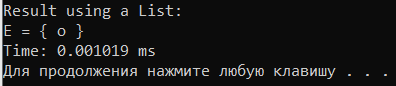 Result using a List:
E = { o }
Time: 0.001019 ms
Для продолжения нажмите любую клавишу . . .